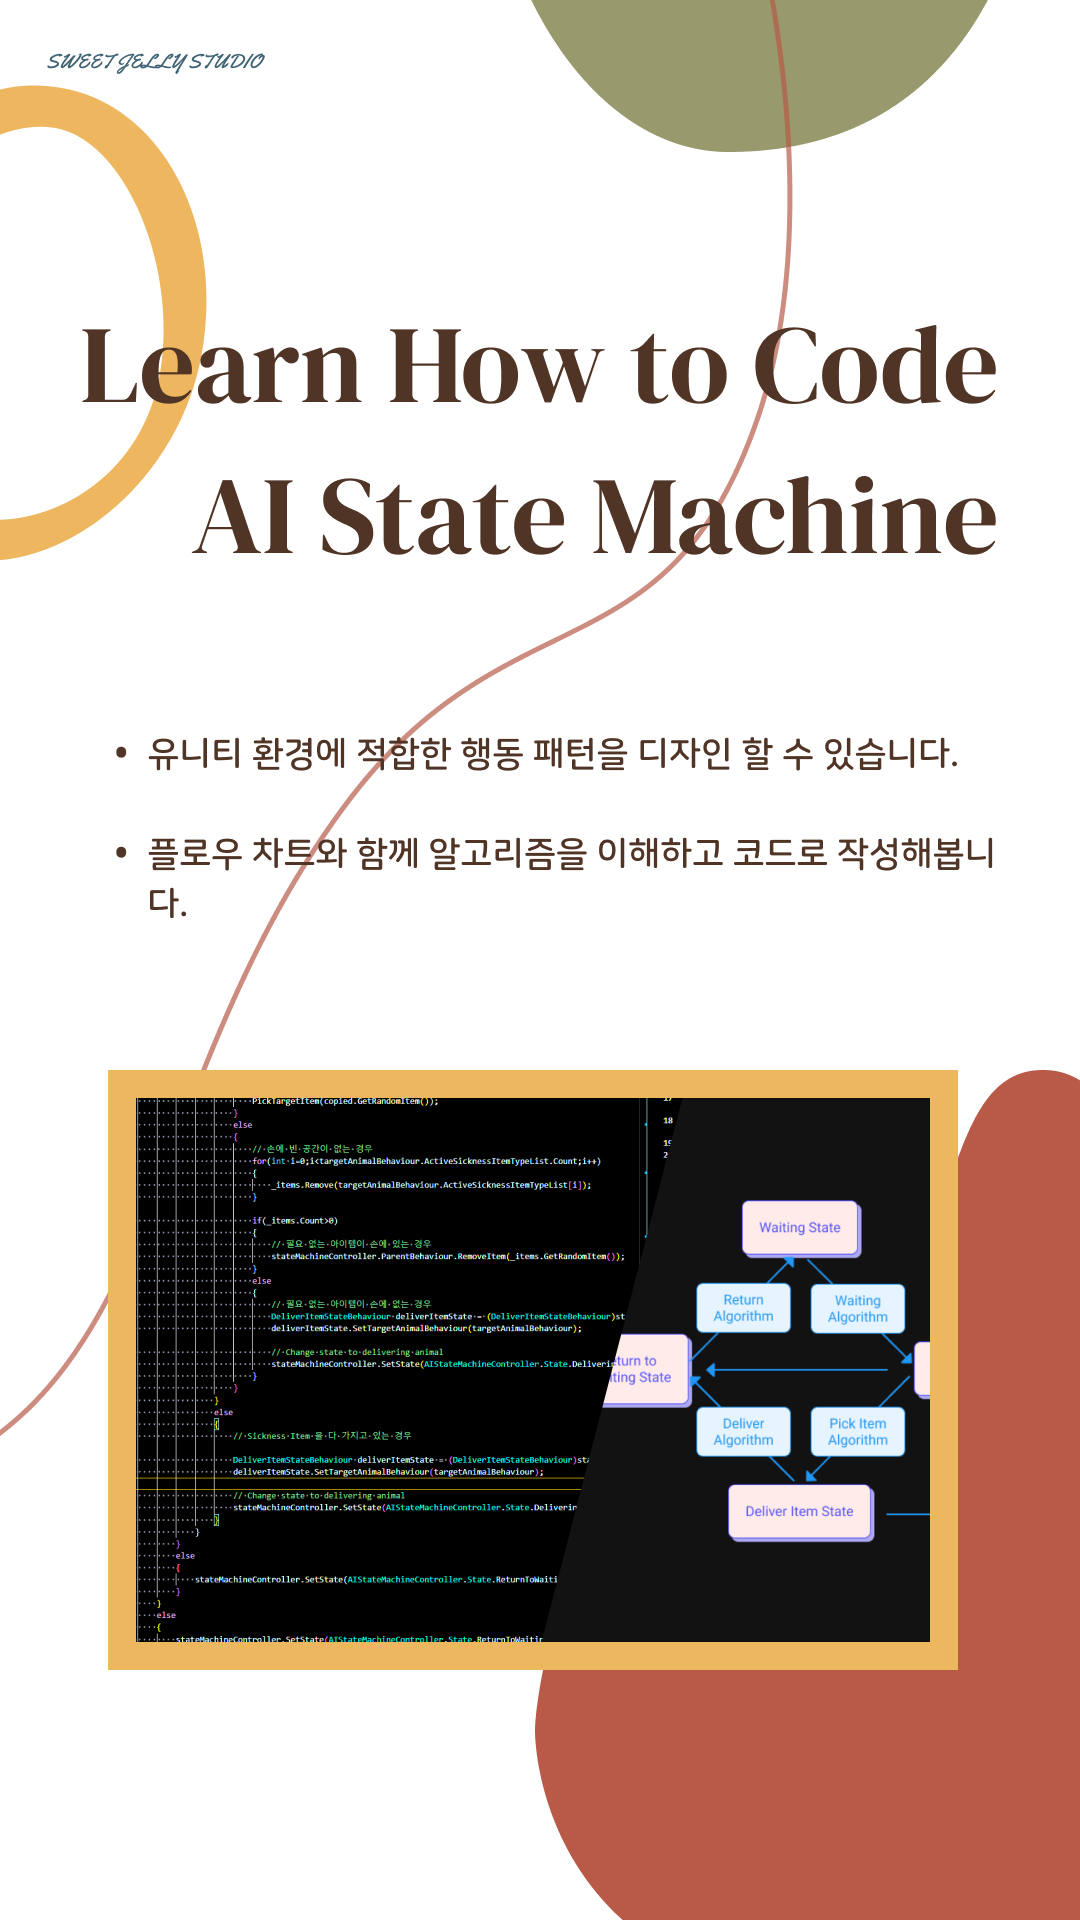 SWEET JELLY STUDIO
Learn How to Code
AI State Machine
• 유니티 환경에 적합한 행동 패턴을 디자인 할 수 있습니다.
• 플로우 차트와 함께 알고리즘을 이해하고 코드로 작성해봅니
다.
PickTargetItem(copied.GetRandomItem());
}
else
{
//·손에·빈·공간이·없는·경우
for(int·i=0;i<targetAnimalBehaviour.ActiveSicknessItemTypeList.Count;i++)
{
_items.Remove(targetAnimalBehaviour.ActiveSicknessItemTypeList[i]);
}
if(_items.Count>0)
{
//·필요·없는·아이템이·손에·있는·경우
stateMachineController.ParentBehaviour.RemoveItem(_items.GetRandomItem());
}
else
{
//·필요·없는·아이템이·손에·없는·경우
DeliverItemStateBehaviour·deliverItemState·=·(DeliverItemStateBehaviour)st
deliverItemState.SetTargetAnimalBehaviour(targetAnimalBehaviour);
//·Change·state·to·delivering·animal
stateMachineController.SetState(AIStateMachineController.State.Deliveri
}
}
}
else
{
//·Sickness·Item·을·다·가지고·있는·경우
DeliverItemStateBehaviour·deliverItemState·=·(DeliverItemStateBehaviour)sta
deliverItemState.SetTargetAnimalBehaviour(targetAnimalBehaviour);
//·Change·state·to·delivering·animal
stateMachineController.SetState(AIStateMachineController.State.Deliverin
}
}
}
else
{
stateMachineController.SetState(AIStateMachineController.State.ReturnToWaiti
}
}
else
{
stateMachineController.SetState(AIStateMachineController.State.ReturnToWaitin
18
Waiting State
Return
Algorithm
Waiting
Algorithm
turn to
iting State
Deliver
Algorithm
Pick Item
Algorithm
Deliver Item State